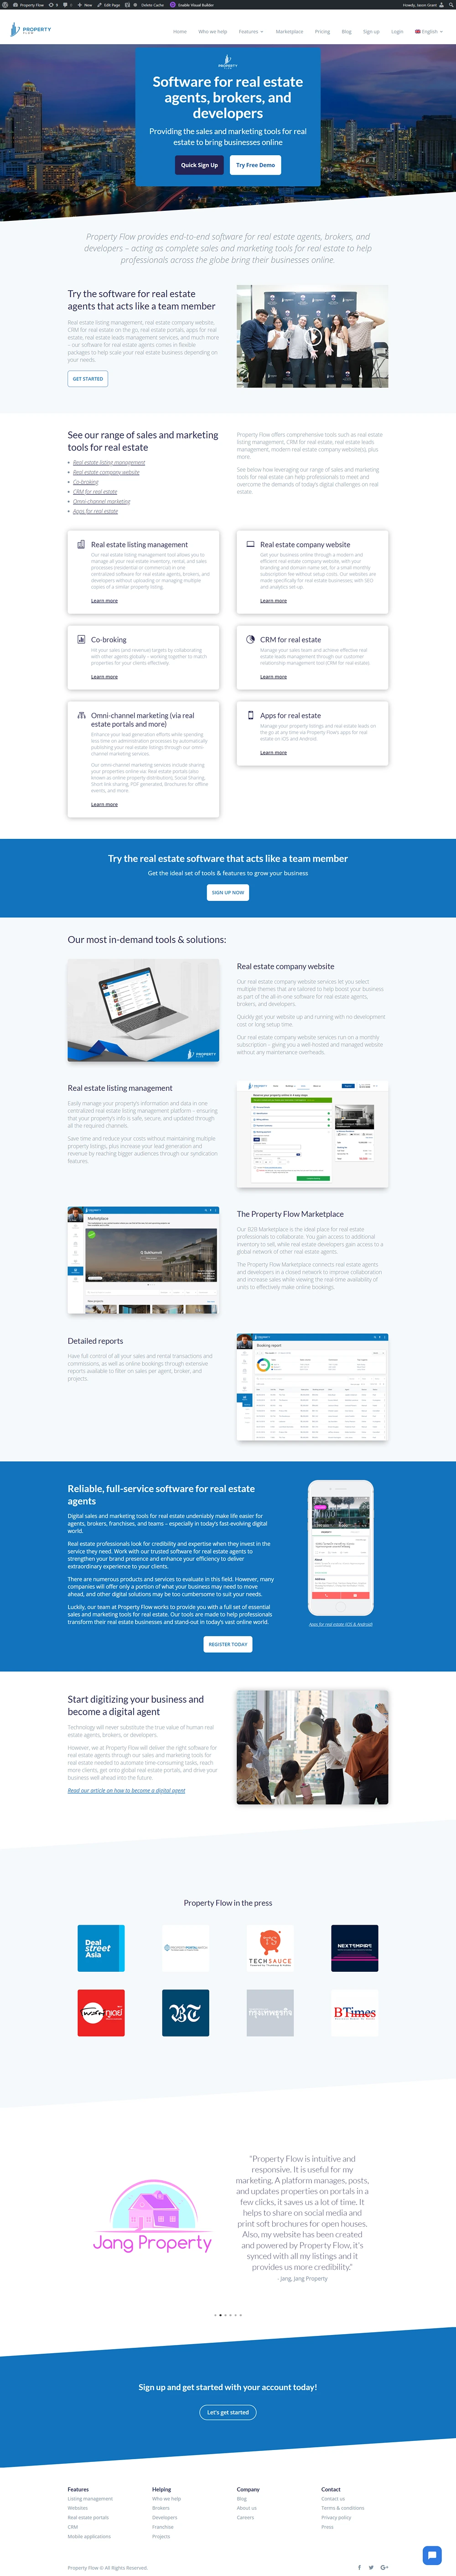 Property Flow
New
Edit Page
Delete Cache
Enable Visual Builder
Howdy, Jason Grant
PROPERTY
FLOW
Home
Who we help
Features
Marketplace
Pricing
Blog
Sign up
Login
English
PROPERTY
Software for real estate
agents, brokers, and
developers
Providing the sales and marketing tools for real
estate to bring businesses online
Quick Sign Up
Try Free Demo
Property Flow provides end-to-end software for real estate agents, brokers, and
developers – acting as complete sales and marketing tools for real estate to help
professionals across the globe bring their businesses online.
Try the software for real estate
agents that acts like a team member
Real estate listing management, real estate company website,
CRM for real estate on the go, real estate portals, apps for real
estate, real estate leads management services, and much more
– our software for real estate agents comes in flexible
packages to help scale your real estate business depending on
your needs.
GET STARTED
See our range of sales and marketing
tools for real estate
Real estate listing management
Real estate company website
Co-broking
CRM for real estate
Omni-channel marketing
Apps for real estate
Property Flow offers comprehensive tools such as real estate
listing management, CRM for real estate, real estate leads
management, modern real estate company website(s), plus
more.
See below how leveraging our range of sales and marketing
tools for real estate can help professionals to meet and
overcome the demands of today's digital challenges on real
estate.
Real estate listing management
Our real estate listing management tool allows you to
manage all your real estate inventory, rental, and sales
process (residential or commercial) in one
centralized software for real estate agents, brokers, and
developers without uploading or managing multiple
copies of a similar property listing.
Learn more
Real estate company website
Sell your business online through a modern and
efficient real estate company website, with your
branding and domain name set, for a small monthly
subscription fee without setup costs. Our websites are
made specifically for real estate businesses; with SEO
and analytics set-up.
Learn more
Co-broking
Hit your sales (and revenue) targets by collaborating
with other agents globally – working together to match
properties for your clients effectively.
Learn more
CRM for real estate
Manage your sales team and achieve effective real
estate leads management through our customer
relationship management tool (CRM for real estate).
Learn more
Omni-channel marketing (via real
estate portals and more)
Enhance your lead generation efforts while spending
less time on administration processes by automatically
publishing your real estate listings through our omni
channel marketing services.
Our omni-channel marketing services include sharing
your properties online via: Real estate portals (also
known as online property distribution), Social Sharing,
Short link sharing, PDF generated, Brochures for offline
events, and more.
Learn more
Apps for real estate
Manage your property listings and real estate leads on
the go at any time via Property Flow's apps for real
estate on iOS and Android.
Learn more
Try the real estate software that acts like a team member
Get the ideal set of tools & features to grow your business
SIGN UP NOW
Our most in-demand tools & solutions:
PROPERTY
Real estate company website
Our real estate company website services let you select
multiple themes that are tailored to help boost your business
as part of the all-in-one software for real estate agents,
brokers, and developers.
Quickly get your website up and running with no development
cost or long setup time.
Our real estate company website services run on a monthly
subscription – giving you a well-hosted and managed website
without any maintenance overheads.
Real estate listing management
Easily manage your property's information and data in one
centralized real estate listing management platform – ensuring
that your property's info is safe, secure, and updated through
all the required channels.
Save time and reduce your costs without maintaining multiple
property listings; plus increase your lead generation and
revenue by reaching bigger audiences through our syndication
features.
Marketplace
The Property Flow Marketplace
Our B2B Marketplace is the ideal place for real estate
professionals to collaborate. You gain access to additional
inventory to sell, while real estate developers gain access to a
global network of other real estate agents.
The Property Flow Marketplace connects real estate agents
and developers in a closed network to improve collaboration
and increase sales while viewing the real time availability of
units to effectively make online bookings.
Detailed reports
Have full control of all your sales and rental transactions and
commissions, as well as online bookings through extensive
reports available to filter on sales per agent, broker, and
projects.
Booking report
Reliable, full-service software for real estate
agents
Digital sales and marketing tools for real estate undeniably make life easier for
agents, brokers, franchises, and teams – especially in today's fast-evolving digital
world.
Real estate professionals look for credibility and expertise when they invest in the
service they need. Work with our trusted software for real estate agents to
strengthen your brand presence and enhance your efficiency to deliver
extraordinary experience to your clients.
There are numerous products and services to evaluate in this field. However, many
companies will offer only a portion of what your business may need to move
ahead, and other digital solutions may be too cumbersome to suit your needs.
Luckily, our team at Property Flow works to provide you with a full set of essential
sales and marketing tools for real estate. Our tools are made to help professionals
transform their real estate businesses and stand-out in today's vast online world.
REGISTER TODAY
Apps for real estate (iOS & Android)
Start digitizing your business and
become a digital agent
Technology will never substitute the true value of human real
estate agents, brokers, or developers.
However, we at Property Flow will deliver the right software for
real estate agents through our sales and marketing tools for
real estate needed to automate time-consuming tasks, reach
more clients, get onto global real estate portals, and drive your
business way ahead into the future.
Read our article on how to become a digital agent
Property Flow in the press
Deal
street
Asia
TS
TECHSAUCE
NEXTEMPIRE
BT
กรุงเทพธุรกิจ
BTimes
Jang Property
"Property Flow is intuitive and
responsive. It is useful for my
marketing. A platform manages, posts,
and updates properties on portals in a
few clicks, it saves us a lot of time. It
helps to share on social media and
print soft brochures for open houses.
Also, my website has been created
and powered by Property Flow, it's
synced with all my listings and it
provides us more credibility."
- Jang, Jang Property
Sign up and get started with your account today!
Let's get started
Features
Listing management
Websites
Real estate portals
CRM
Mobile applications
Helping
Who we help
Brokers
Developers
Franchise
Projects
Company
Blog
About us
Careers
Contact
Contact us
Terms & conditions
Privacy policy
Press
Property Flow © All Rights Reserved.